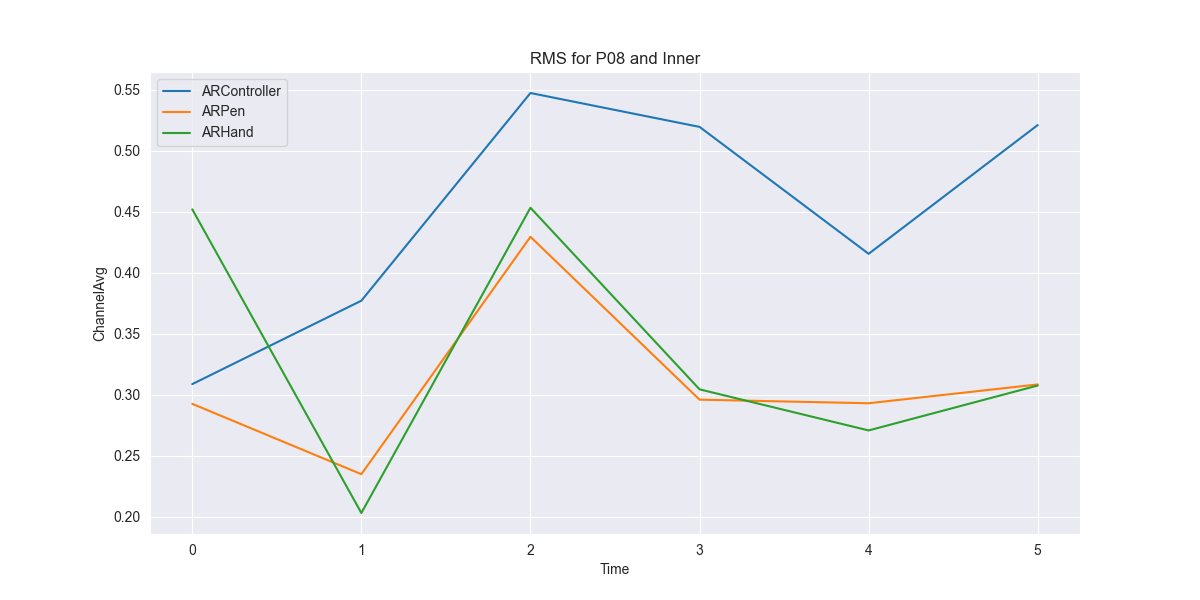 RMS for P08 and Inner
ARController
ARPen
ARHand
0.55
0.50
0.45
0.40
0.35
0.30
0.25
0.20
ChannelAvg
0 1 2 3 4 5
Time